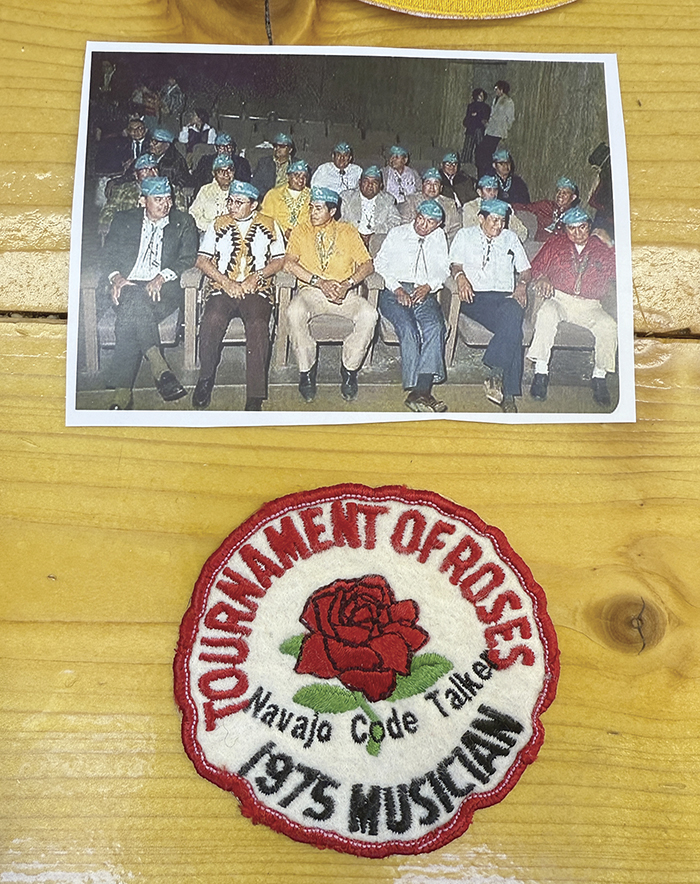 TOURNAMENT OF ROSES
Navajo Code Talker
1975 MUSICIAN